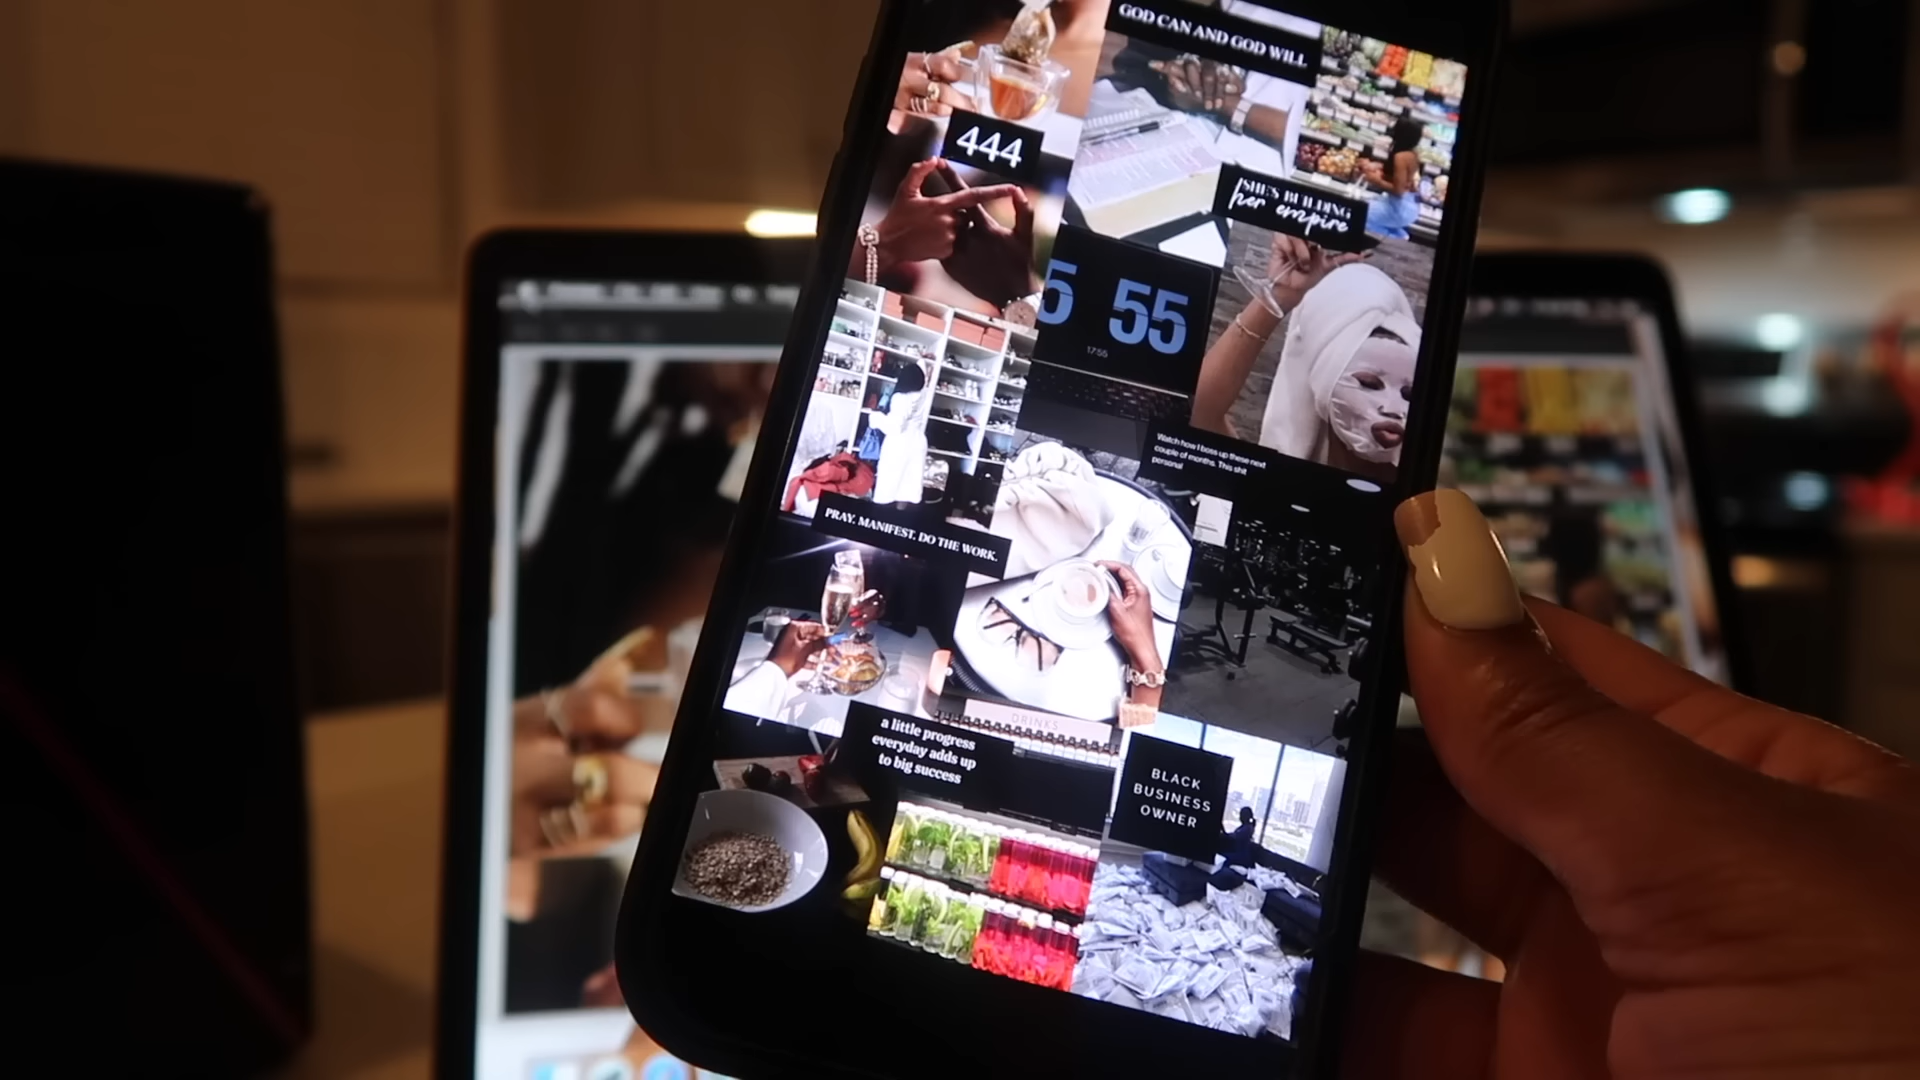 GOD CAN AND GOD WILL
444
SHE'S BUILDING
her empire
5 55
17:55
Watch how I boss up these next
couple of months. This shit
personal
PRAY. MANIFEST. DO THE WORK.
DRINKS
a little progress
everyday adds up
to big success
BLACK
BUSINESS
OWNER